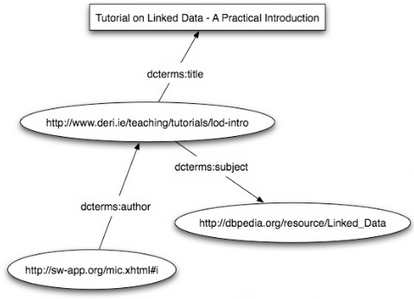 Tutorial on Linked Data - A Practical Introduction
dcterms:title
http://www.deri.ie/teaching/tutorials/lod-intro
dcterms:subject
dcterms:author
http://dbpedia.org/resource/Linked_Data
http://sw-app.org/mic.xhtml#i